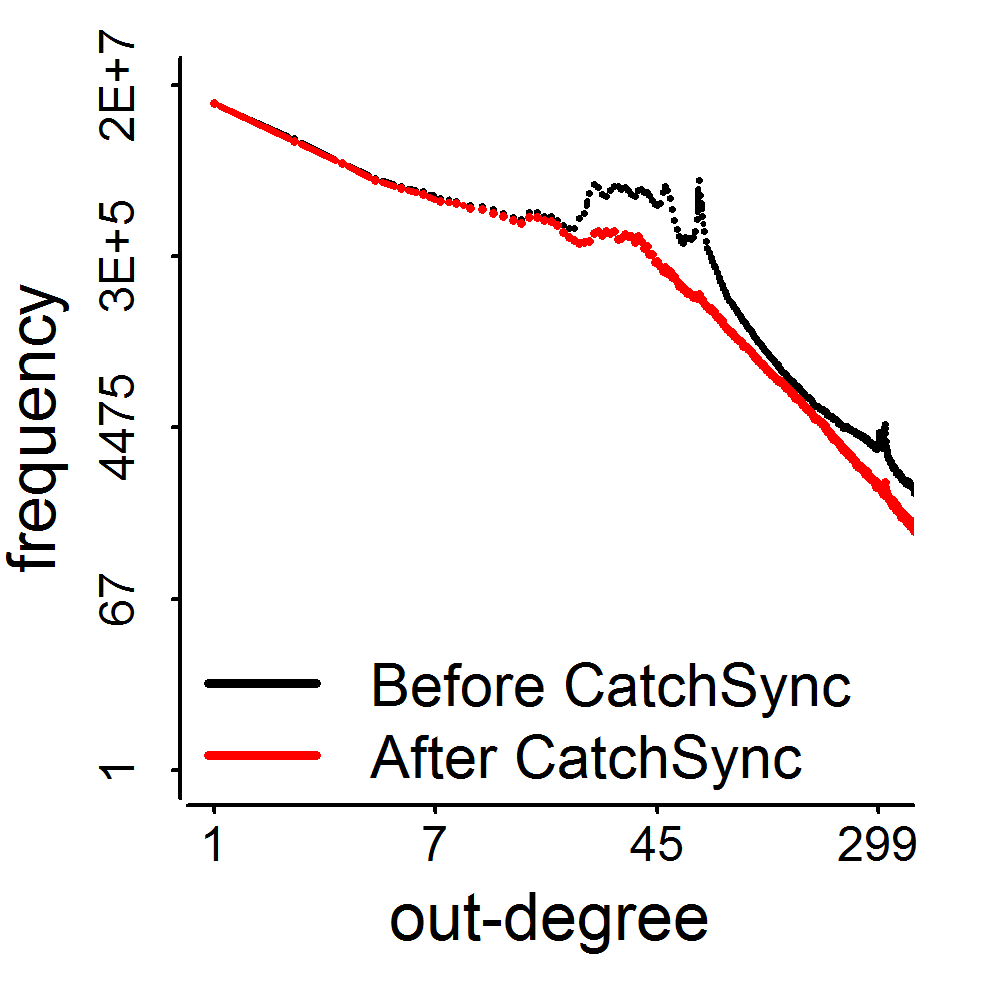 frequency
2E+7
3E+5
4475
67
1
Before CatchSync
After CatchSync
1 7 45 299
out-degree